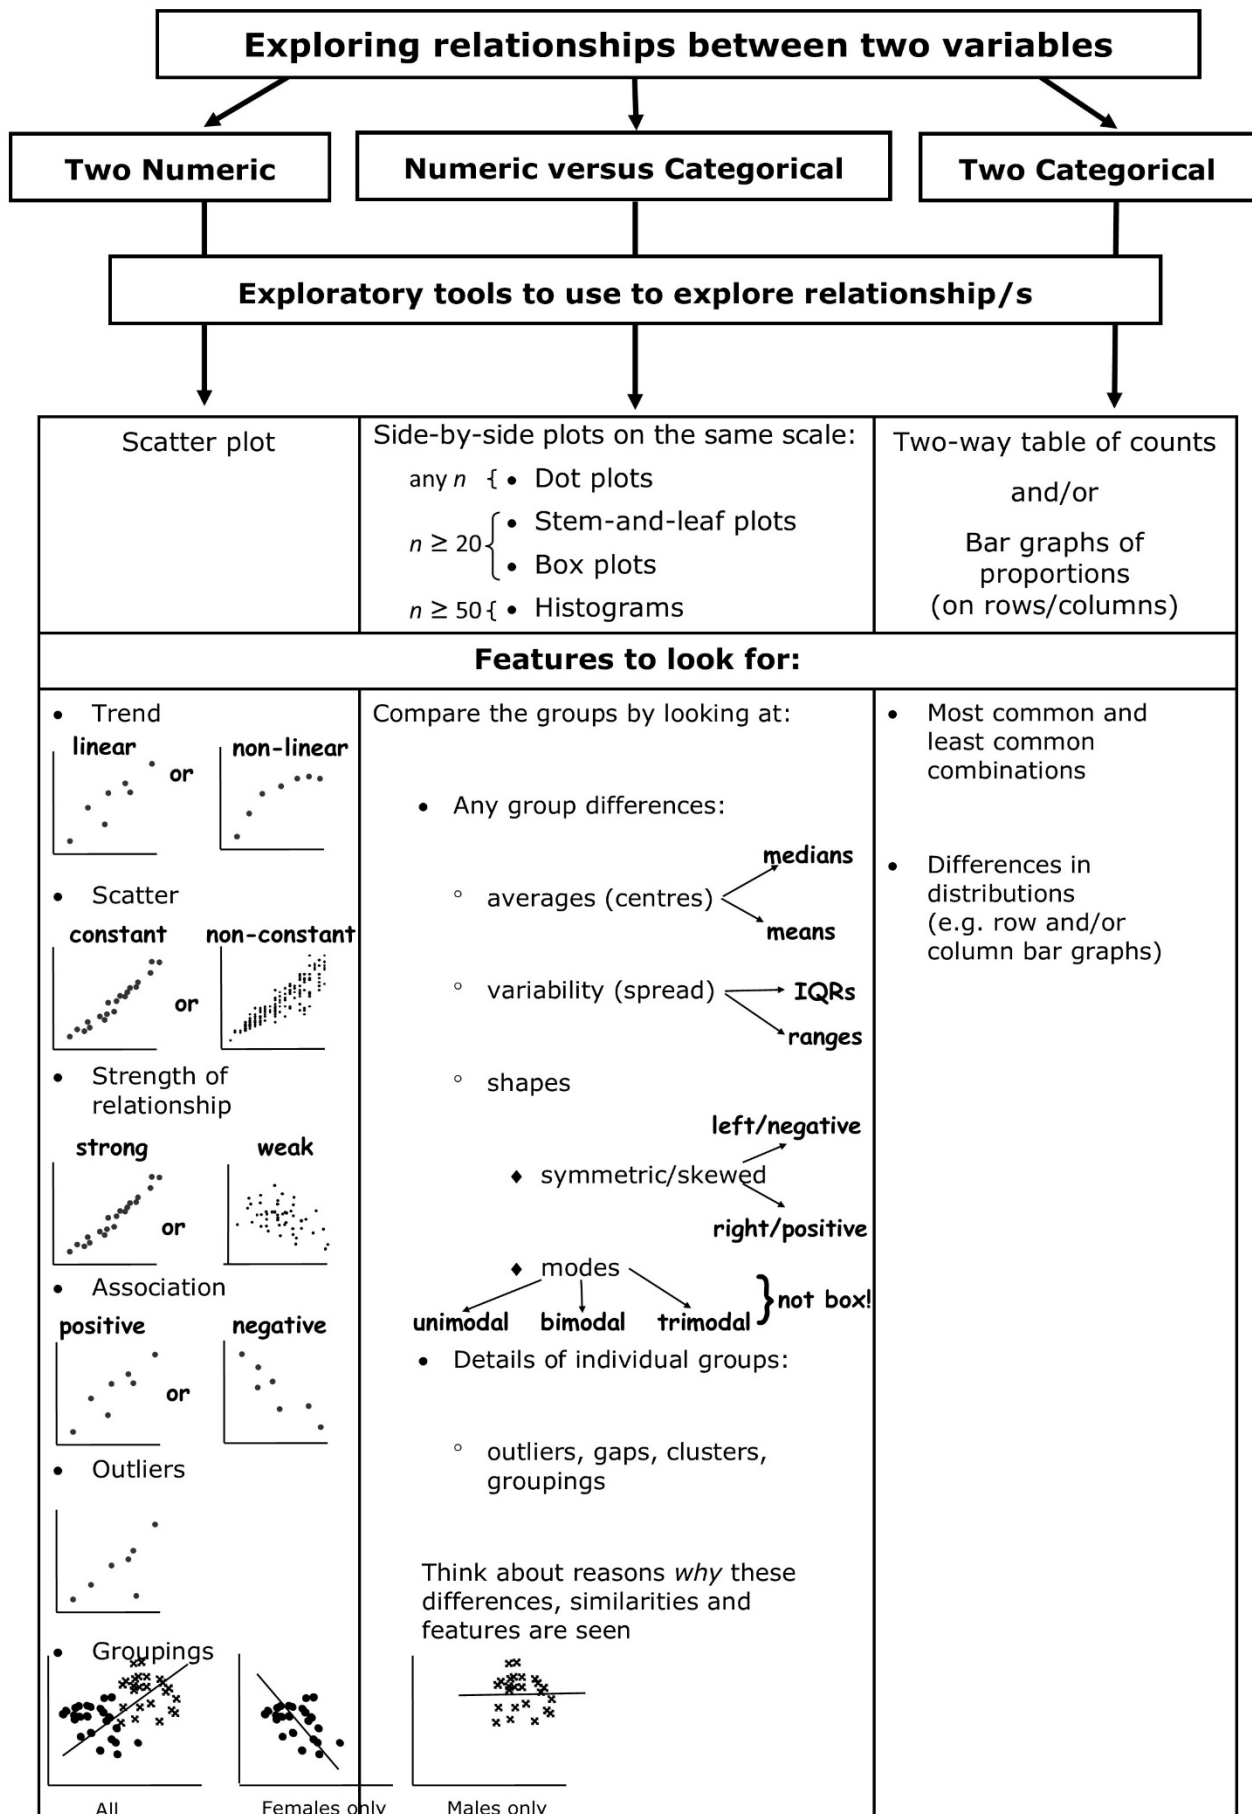 Exploring relationships between two variables
Two Numeric
Numeric versus Categorical
Two Categorical
Exploratory tools to use to explore relationship/s
Scatter plot
Side-by-side plots on the same scale:
any n { • Dot plots
n ≥ 20 { • Stem-and-leaf plots
• Box plots
n ≥ 50 { • Histograms
Two-way table of counts
and/or
Bar graphs of
proportions
(on rows/columns)
Features to look for:
• Trend
linear
or
non-linear
• Scatter
constant
or
non-constant
• Strength of
relationship
strong
or
weak
• Association
positive
or
negative
• Outliers
• Groupings
All
Females only
Males only
Compare the groups by looking at:
• Any group differences:
○ averages (centres)
medians
means
○ variability (spread)
IQRs
ranges
○ shapes
left/negative
♦ symmetric/skewed
right/positive
♦ modes
unimodal
bimodal
trimodal
} not box!
• Details of individual groups:
○ outliers, gaps, clusters,
groupings
Think about reasons why these
differences, similarities and
features are seen
• Most common and
least common
combinations
• Differences in
distributions
(e.g. row and/or
column bar graphs)